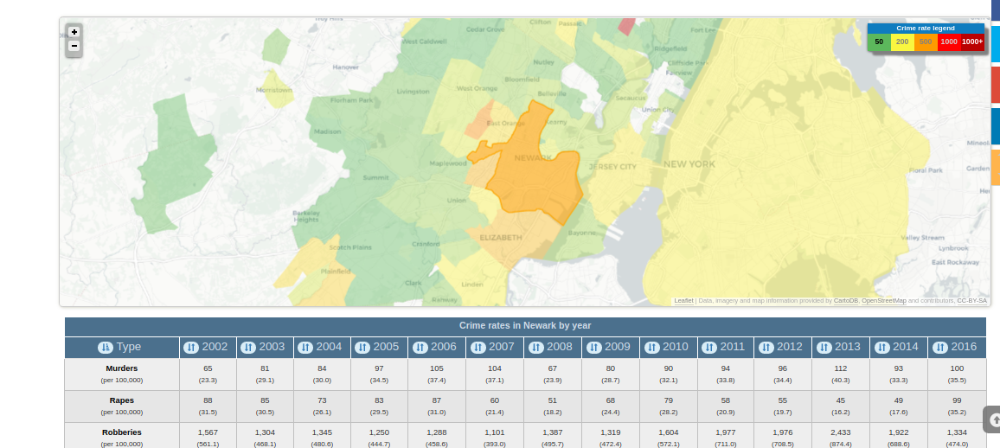 Troy Hills
Clifton
Passaic
+
−
Cedar Grove
Fort Lee
Crime rate legend
West Caldwell
50 200 500 1000 1000+
Ridgefield
Nutley
Cliffside Park
Hanover
Fairview
Bloomfield
West Orange
Morristown
Livingston
Belleville
Secaucus
Florham Park
Union City
East Orange
Kearny
Madison
Mineol
NEWARK
Maplewood
JERSEY CITY
NEW YORK
Floral Park
Garden
Summit
Union
Berkeley
Heights
ELIZABETH
Bayonne
Valley Stream
Scotch Plains
Cranford
Lynbrook
East Rockaway
Plainfield
Clark
Linden
Rahway
Leaflet | Data, imagery and map information provided by CartoDB, OpenStreetMap and contributors, CC-BY-SA
Crime rates in Newark by year
Type 2002 2003 2004 2005 2006 2007 2008 2009 2010 2011 2012 2013 2014 2016
Murders 65 81 84 97 105 104 67 80 90 94 96 112 93 100
(per 100,000) (23.3) (29.1) (30.0) (34.5) (37.4) (37.1) (23.9) (28.7) (32.1) (33.8) (34.4) (40.3) (33.3) (35.5)
Rapes 88 85 73 83 87 60 51 68 79 58 55 45 49 99
(per 100,000) (31.5) (30.5) (26.1) (29.5) (31.0) (21.4) (18.2) (24.4) (28.2) (20.9) (19.7) (16.2) (17.6) (35.2)
Robberies 1,567 1,304 1,345 1,250 1,288 1,101 1,387 1,319 1,604 1,977 1,976 2,433 1,922 1,334
(per 100,000) (561.1) (468.1) (480.6) (444.7) (458.6) (393.0) (495.7) (472.4) (572.1) (711.0) (708.5) (874.4) (688.6) (474.0)